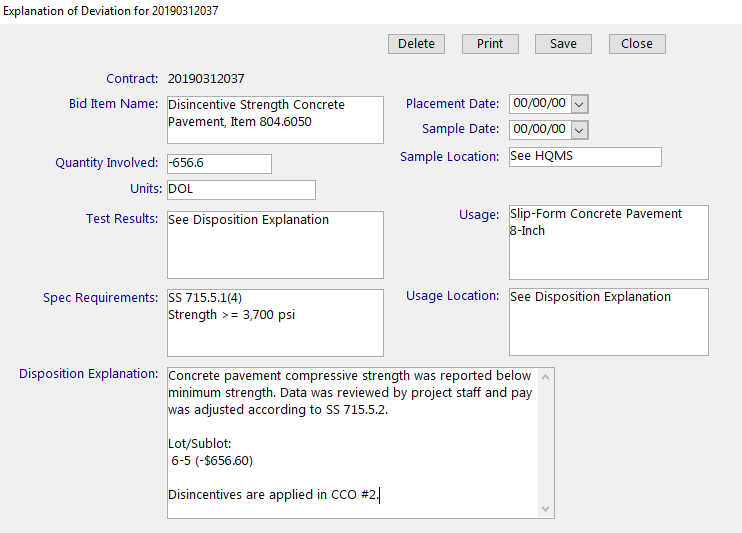 Explanation of Deviation for 20190312037
Delete Print Save Close
Contract: 20190312037
Bid Item Name: Disincentive Strength Concrete
Pavement, Item 804.6050
Placement Date: 00/00/00
Sample Date: 00/00/00
Quantity Involved: -656.6
Sample Location: See HQMS
Units: DOL
Test Results: See Disposition Explanation
Usage: Slip-Form Concrete Pavement
8-Inch
Spec Requirements: SS 715.5.1(4)
Strength >= 3,700 psi
Usage Location: See Disposition Explanation
Disposition Explanation: Concrete pavement compressive strength was reported below
minimum strength. Data was reviewed by project staff and pay
was adjusted according to SS 715.5.2.
Lot/Sublot:
6-5 (-$656.60)
Disincentives are applied in CCO #2.